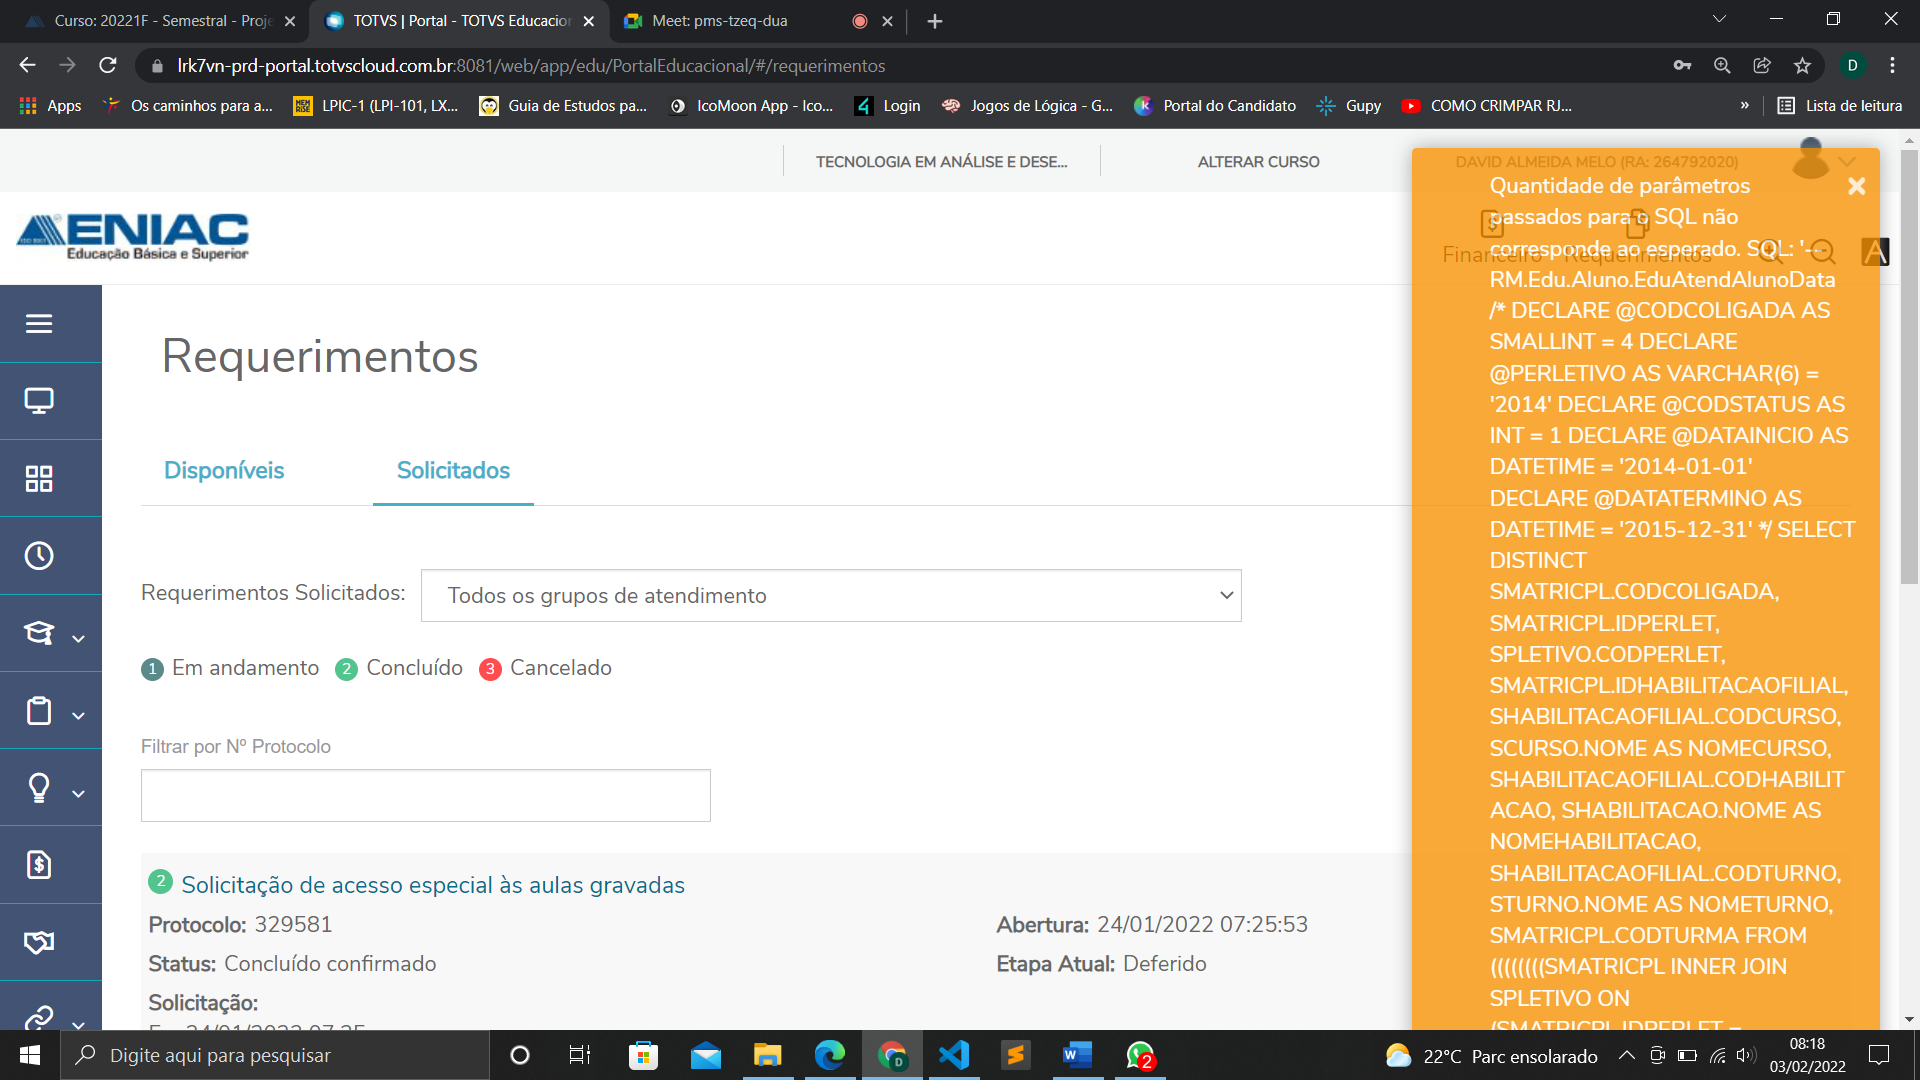 Curso: 20221F - Semestral - Proje
TOTVS | Portal - TOTVS Educacion
Meet: pms-tzeq-dua
lrk7vn-prd-portal.totvscloud.com.br:8081/web/app/edu/PortalEducacional/#/requerimentos
D
Apps
Os caminhos para a...
LPIC-1 (LPI-101, LX...
Guia de Estudos pa...
IcoMoon App - Ico...
Login
Jogos de Lógica - G...
Portal do Candidato
Gupy
COMO CRIMPAR RJ...
»
Lista de leitura
TECNOLOGIA EM ANÁLISE E DESE...
ALTERAR CURSO
DAVID ALMEIDA MELO (RA: 264792020)
ENIAC
Educação Básica e Superior
Financeiro
Requerimentos
A
Requerimentos
Disponíveis
Solicitados
Requerimentos Solicitados:
Todos os grupos de atendimento
1 Em andamento
2 Concluído
3 Cancelado
Filtrar por Nº Protocolo
2 Solicitação de acesso especial às aulas gravadas
Protocolo: 329581
Abertura: 24/01/2022 07:25:53
Status: Concluído confirmado
Etapa Atual: Deferido
Solicitação:
Quantidade de parâmetros
passados para o SQL não
corresponde ao esperado. SQL: '--
RM.Edu.Aluno.EduAtendAlunoData
/* DECLARE @CODCOLIGADA AS
SMALLINT = 4 DECLARE
@PERLETIVO AS VARCHAR(6) =
'2014' DECLARE @CODSTATUS AS
INT = 1 DECLARE @DATAINICIO AS
DATETIME = '2014-01-01'
DECLARE @DATATERMINO AS
DATETIME = '2015-12-31' */ SELECT
DISTINCT
SMATRICPL.CODCOLIGADA,
SMATRICPL.IDPERLET,
SPLETIVO.CODPERLET,
SMATRICPL.IDHABILITACAOFILIAL,
SHABILITACAOFILIAL.CODCURSO,
SCURSO.NOME AS NOMECURSO,
SHABILITACAOFILIAL.CODHABILIT
ACAO, SHABILITACAO.NOME AS
NOMEHABILITACAO,
SHABILITACAOFILIAL.CODTURNO,
STURNO.NOME AS NOMETURNO,
SMATRICPL.CODTURMA FROM
((((((((SMATRICPL INNER JOIN
SPLETIVO ON
(SMATRICPL.IDPERLET =
Digite aqui para pesquisar
D
2
22°C Parc ensolarado
08:18
03/02/2022